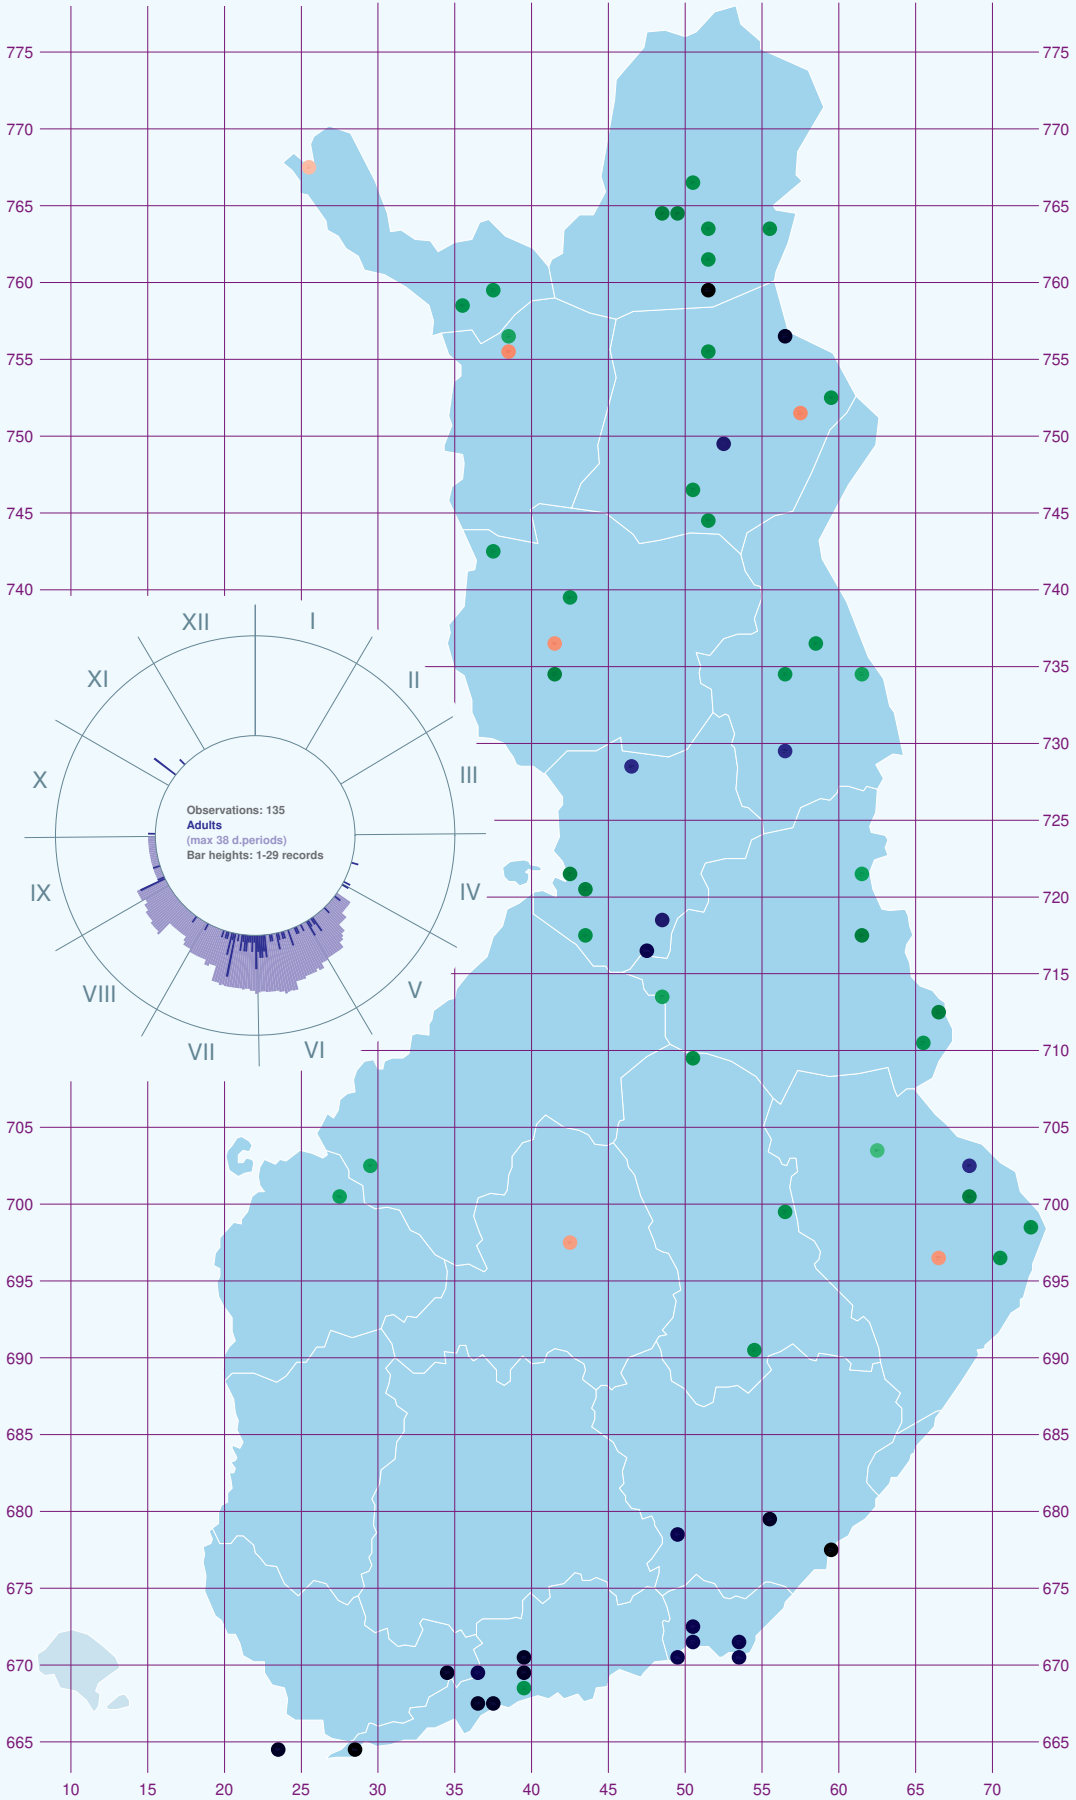 775 775
770 770
765 765
760 760
755 755
750 750
745 745
740 740
XII I
XI II
735
730
X III
725
Observations: 135
Adults
(max 38 d.periods)
Bar heights: 1-29 records
IX IV
720
715
VIII V
VII VI
710
705 705
700 700
695 695
690 690
685 685
680 680
675 675
670 670
665 665
10 15 20 25 30 35 40 45 50 55 60 65 70